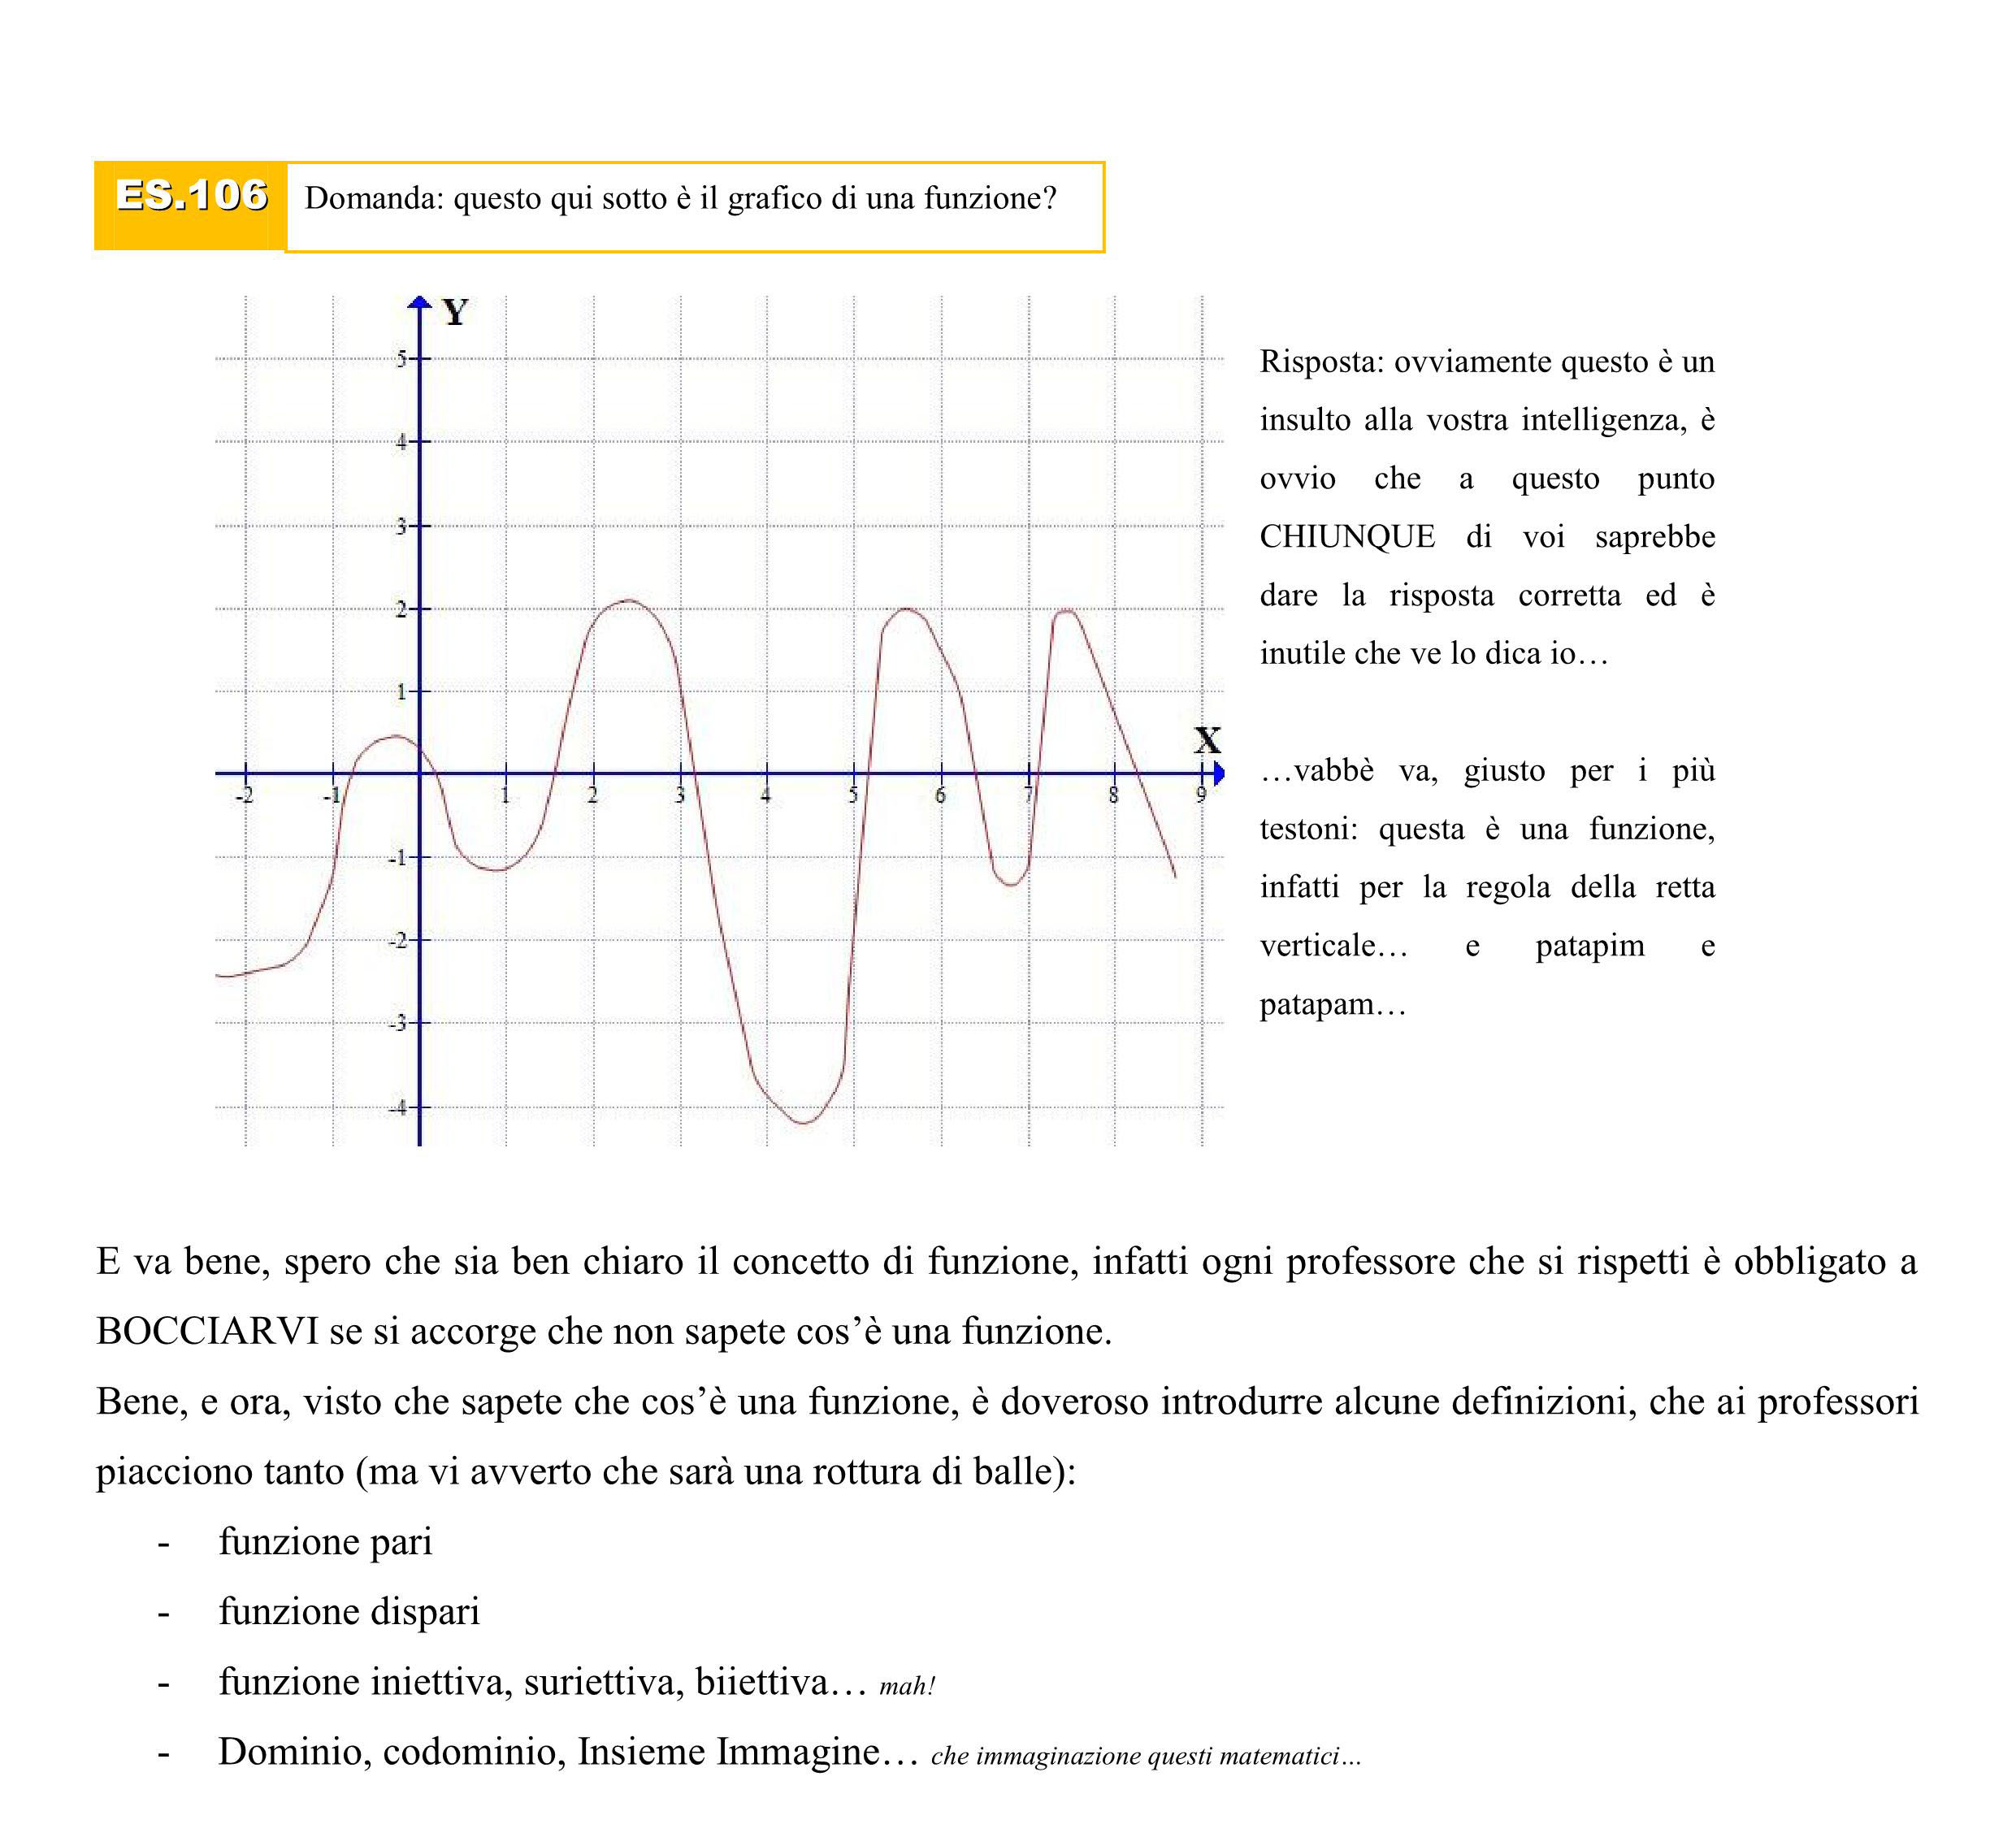 ES.106
Domanda: questo qui sotto è il grafico di una funzione?
Y
5
4
3
2
1
-1
-2
-3
-4
X
-2 -1 1 2 3 4 5 6 7 8 9
Risposta: ovviamente questo è un
insulto alla vostra intelligenza, è
ovvio che a questo punto
CHIUNQUE di voi saprebbe
dare la risposta corretta ed è
inutile che ve lo dica io…
…vabbè va, giusto per i più
testoni: questa è una funzione,
infatti per la regola della retta
verticale… e patapim e
patapam…
E va bene, spero che sia ben chiaro il concetto di funzione, infatti ogni professore che si rispetti è obbligato a
BOCCIARVI se si accorge che non sapete cos’è una funzione.
Bene, e ora, visto che sapete che cos’è una funzione, è doveroso introdurre alcune definizioni, che ai professori
piacciono tanto (ma vi avverto che sarà una rottura di balle):
- funzione pari
- funzione dispari
- funzione iniettiva, suriettiva, biiettiva… mah!
- Dominio, codominio, Insieme Immagine… che immaginazione questi matematici…